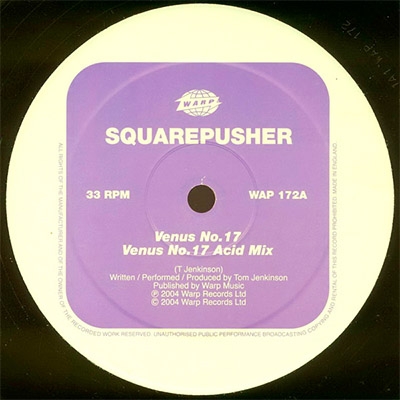 WARP
SQUAREPUSHER
33 RPM
WAP 172A
Venus No.17
Venus No.17 Acid Mix
(T Jenkinson)
Written / Performed / Produced by Tom Jenkinson
Published by Warp Music
℗ 2004 Warp Records Ltd
© 2004 Warp Records Ltd
ALL RIGHTS OF THE MANUFACTURER AND OF THE OWNER OF THE RECORDED WORK RESERVED. UNAUTHORISED PUBLIC PERFORMANCE BROADCASTING COPYING AND RENTAL OF THIS RECORD PROHIBITED. MADE IN ENGLAND.